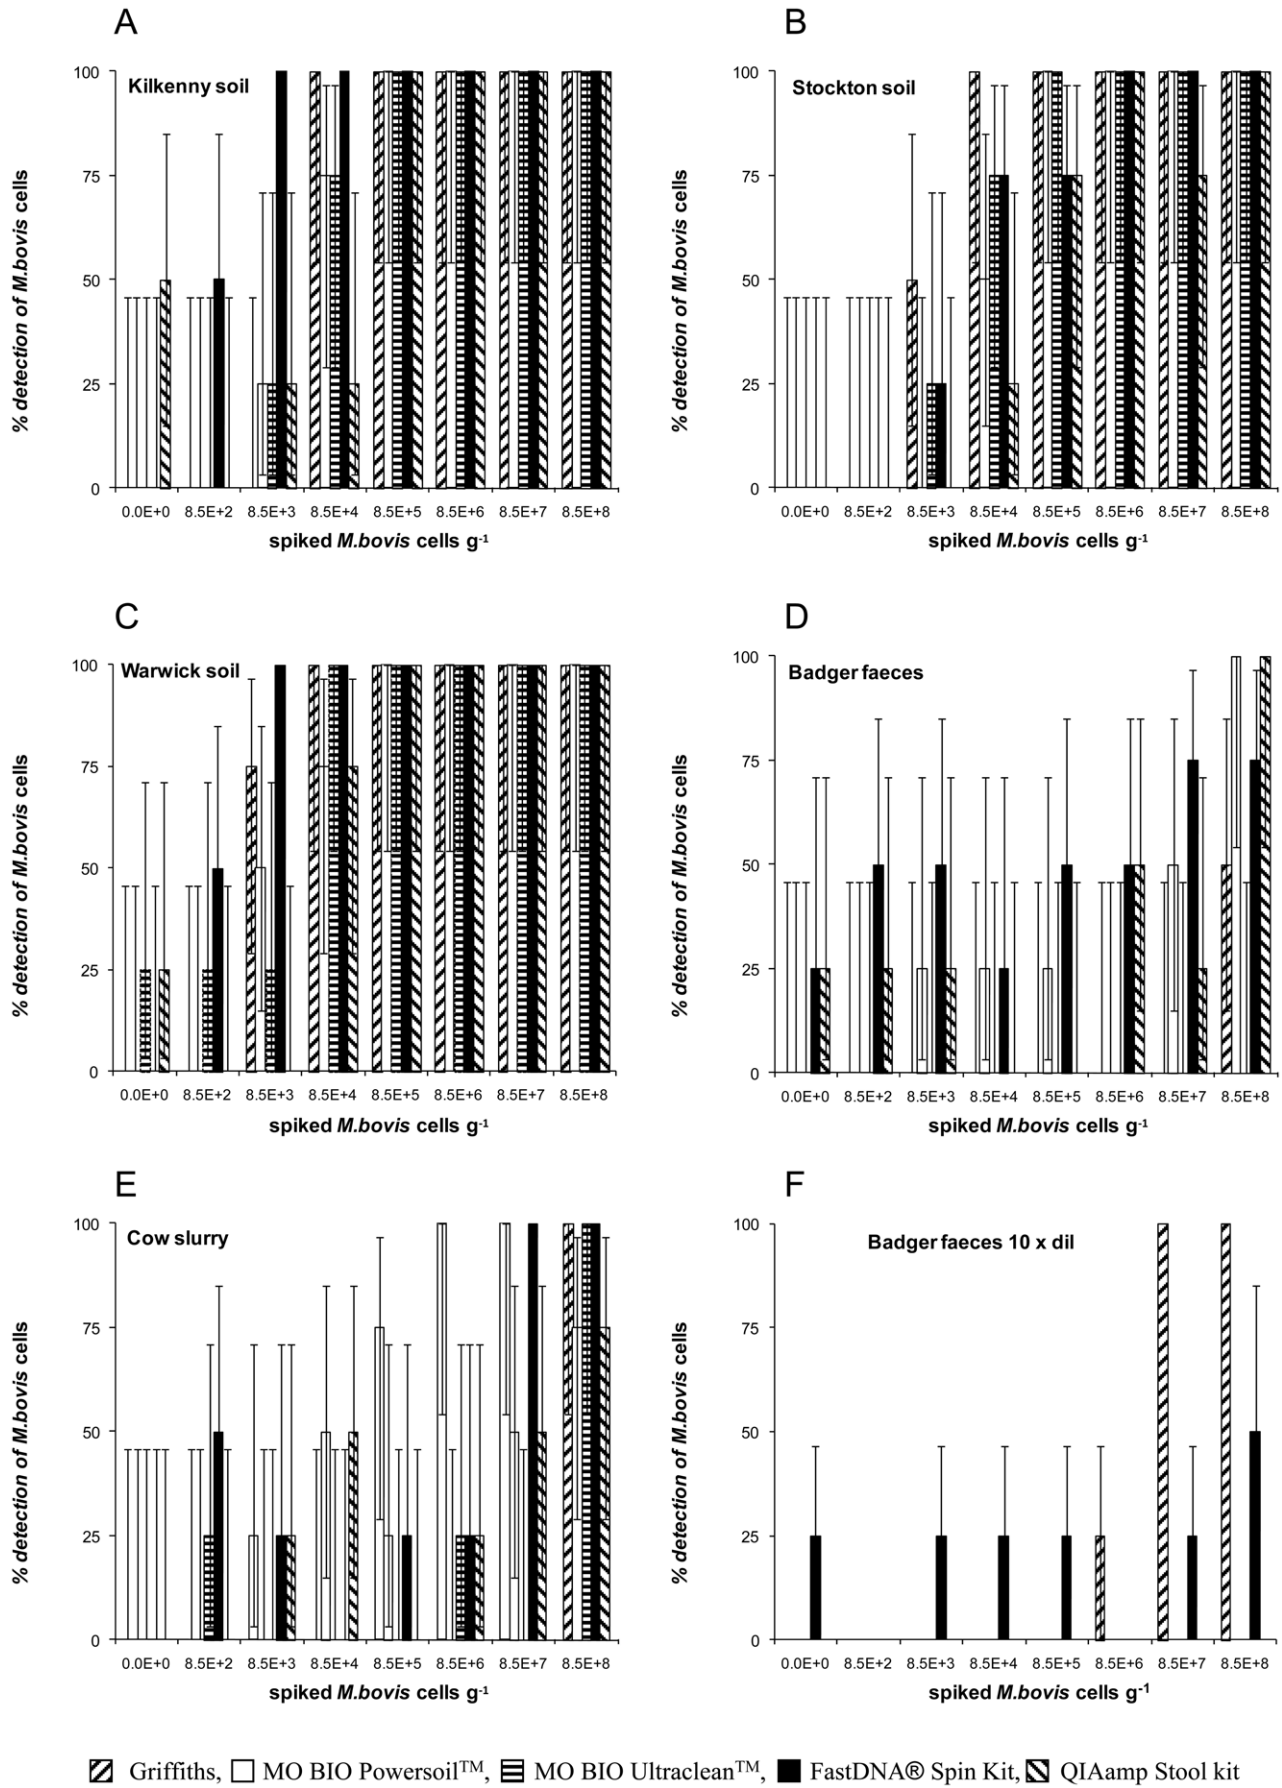 A
Kilkenny soil
% detection of M.bovis cells
100
75
50
25
0
0.0E+0 8.5E+2 8.5E+3 8.5E+4 8.5E+5 8.5E+6 8.5E+7 8.5E+8
spiked M.bovis cells g-1
B
Stockton soil
% detection of M.bovis cells
100
75
50
25
0
0.0E+0 8.5E+2 8.5E+3 8.5E+4 8.5E+5 8.5E+6 8.5E+7 8.5E+8
spiked M.bovis cells g-1
C
Warwick soil
% detection of M.bovis cells
100
75
50
25
0
0.0E+0 8.5E+2 8.5E+3 8.5E+4 8.5E+5 8.5E+6 8.5E+7 8.5E+8
spiked M.bovis cells g-1
D
Badger faeces
% detection of M.bovis cells
100
75
50
25
0
0.0E+0 8.5E+2 8.5E+3 8.5E+4 8.5E+5 8.5E+6 8.5E+7 8.5E+8
spiked M.bovis cells g-1
E
Cow slurry
% detection of M.bovis cells
100
75
50
25
0
0.0E+0 8.5E+2 8.5E+3 8.5E+4 8.5E+5 8.5E+6 8.5E+7 8.5E+8
spiked M.bovis cells g-1
F
Badger faeces 10 x dil
% detection of M.bovis cells
100
75
50
25
0
0.0E+0 8.5E+2 8.5E+3 8.5E+4 8.5E+5 8.5E+6 8.5E+7 8.5E+8
spiked M.bovis cells g-1
Griffiths, MO BIO Powersoil™, MO BIO Ultraclean™, FastDNA® Spin Kit, QIAamp Stool kit